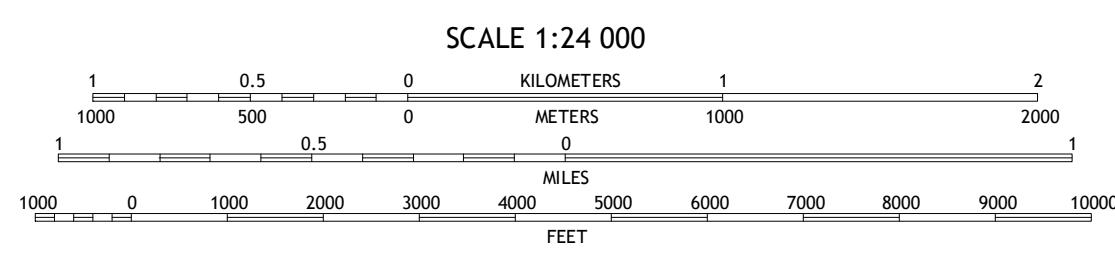 SCALE 1:24 000
1 0.5 0 KILOMETERS 1 2
1000 500 0 METERS 1000 2000
1 0.5 0 1
MILES
1000 0 1000 2000 3000 4000 5000 6000 7000 8000 9000 10000
FEET